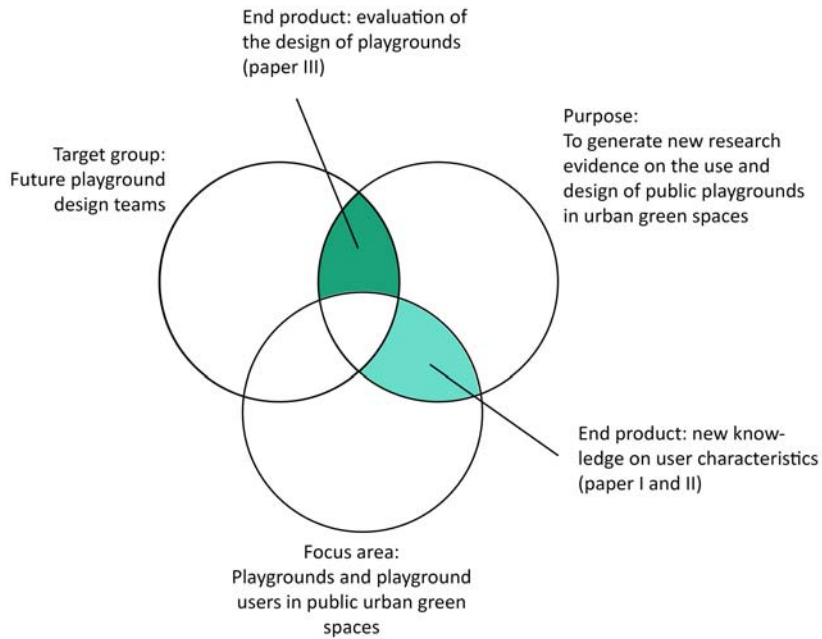 End product: evaluation of
the design of playgrounds
(paper III)
Target group:
Future playground
design teams
Purpose:
To generate new research
evidence on the use and
design of public playgrounds
in urban green spaces
End product: new know-
ledge on user characteristics
(paper I and II)
Focus area:
Playgrounds and playground
users in public urban green
spaces